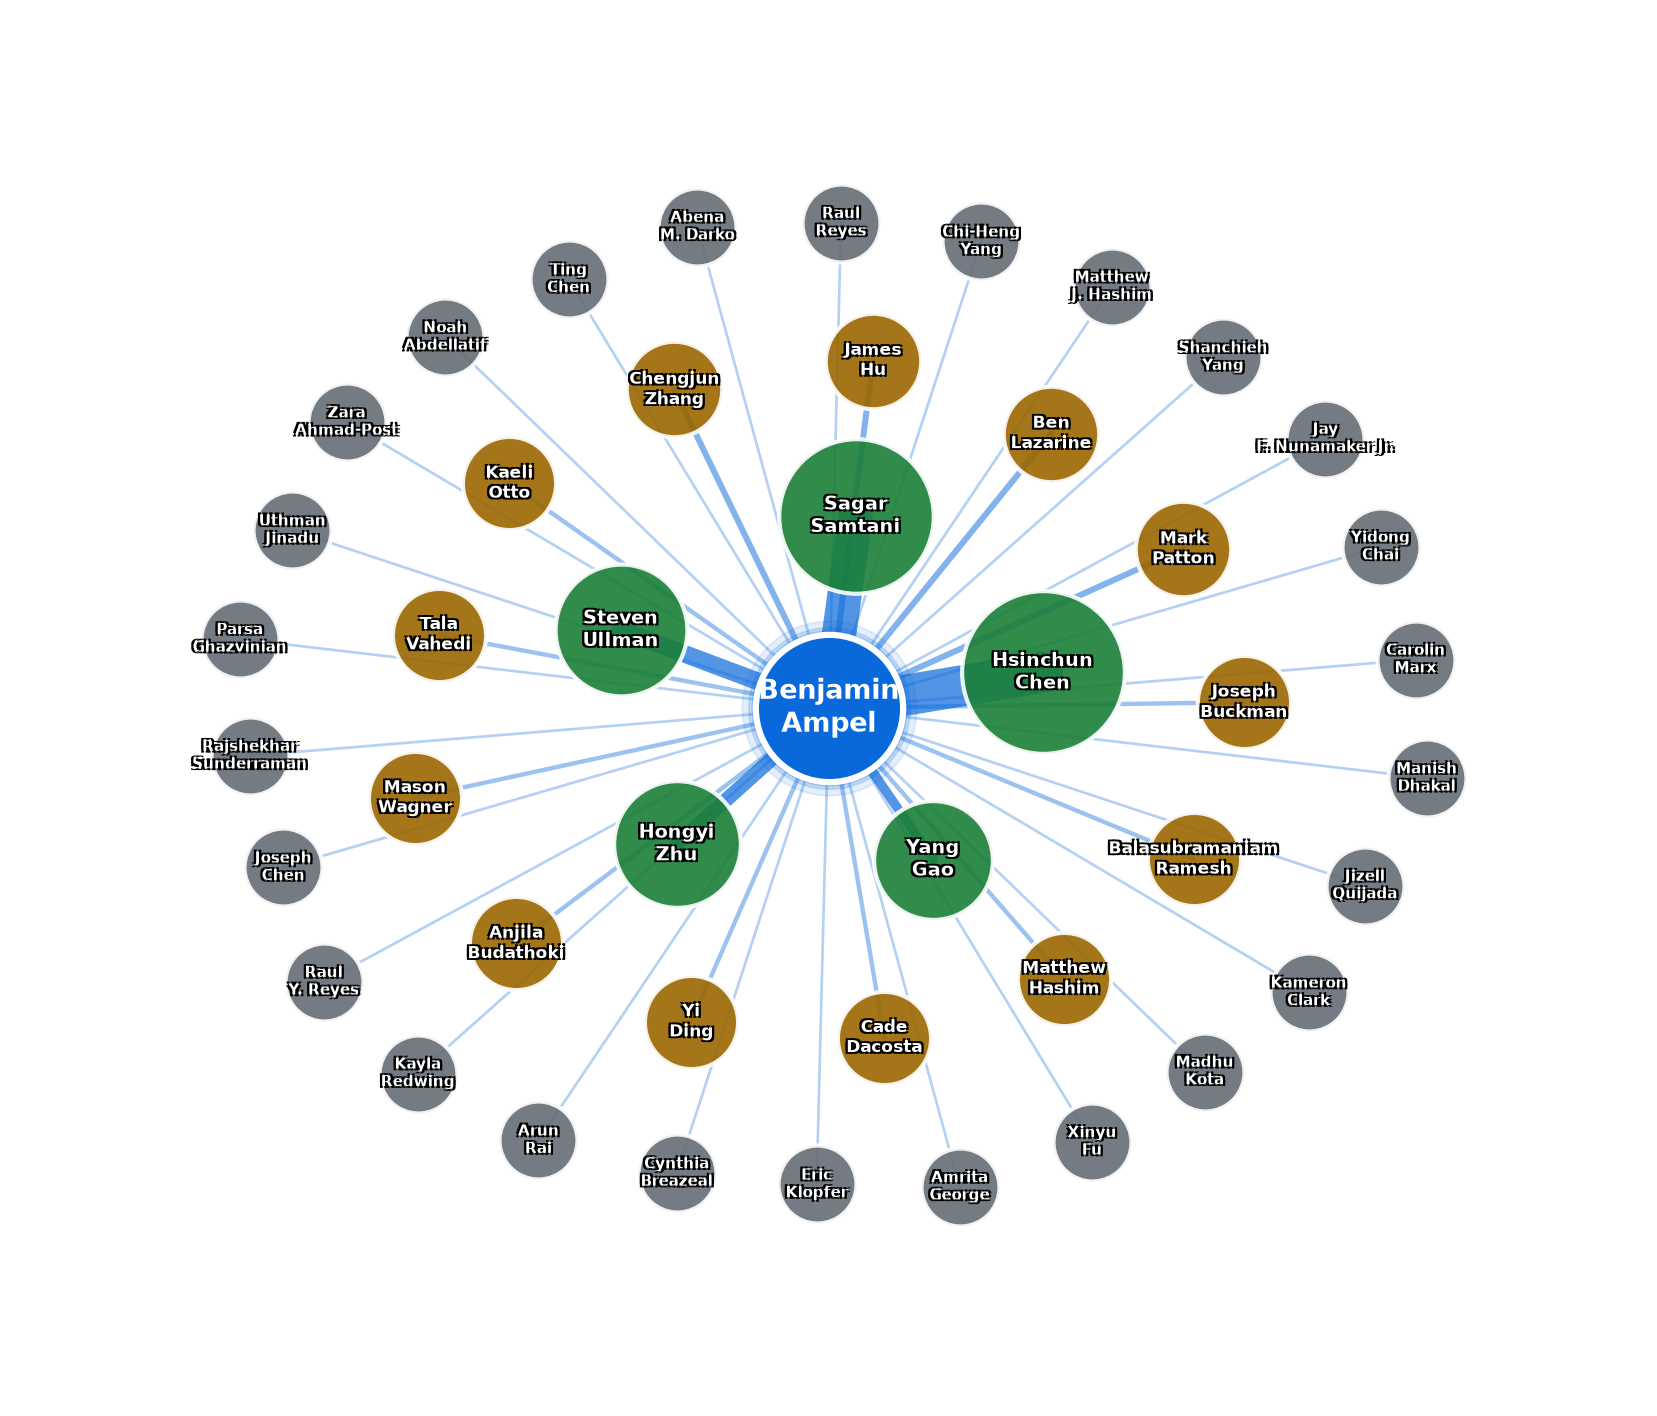 Abena
M. Darko
Raul
Reyes
Chi-Heng
Yang
Ting
Chen
Matthew
J. Hashim
Noah
Abdellatif
James
Hu
Shanchieh
Yang
Chengjun
Zhang
Zara
Ahmad-Post
Ben
Lazarine
Jay
F. Nunamaker Jr.
Kaeli
Otto
Sagar
Samtani
Uthman
Jinadu
Mark
Patton
Yidong
Chai
Steven
Ullman
Tala
Vahedi
Parsa
Ghazvinian
Hsinchun
Chen
Carolin
Marx
Benjamin
Ampel
Joseph
Buckman
Rajshekhar
Sunderraman
Manish
Dhakal
Mason
Wagner
Hongyi
Zhu
Yang
Gao
Balasubramaniam
Ramesh
Joseph
Chen
Jizell
Quijada
Anjila
Budathoki
Raul
Y. Reyes
Matthew
Hashim
Kameron
Clark
Yi
Ding
Cade
Dacosta
Kayla
Redwing
Madhu
Kota
Arun
Rai
Xinyu
Fu
Cynthia
Breazeal
Eric
Klopfer
Amrita
George